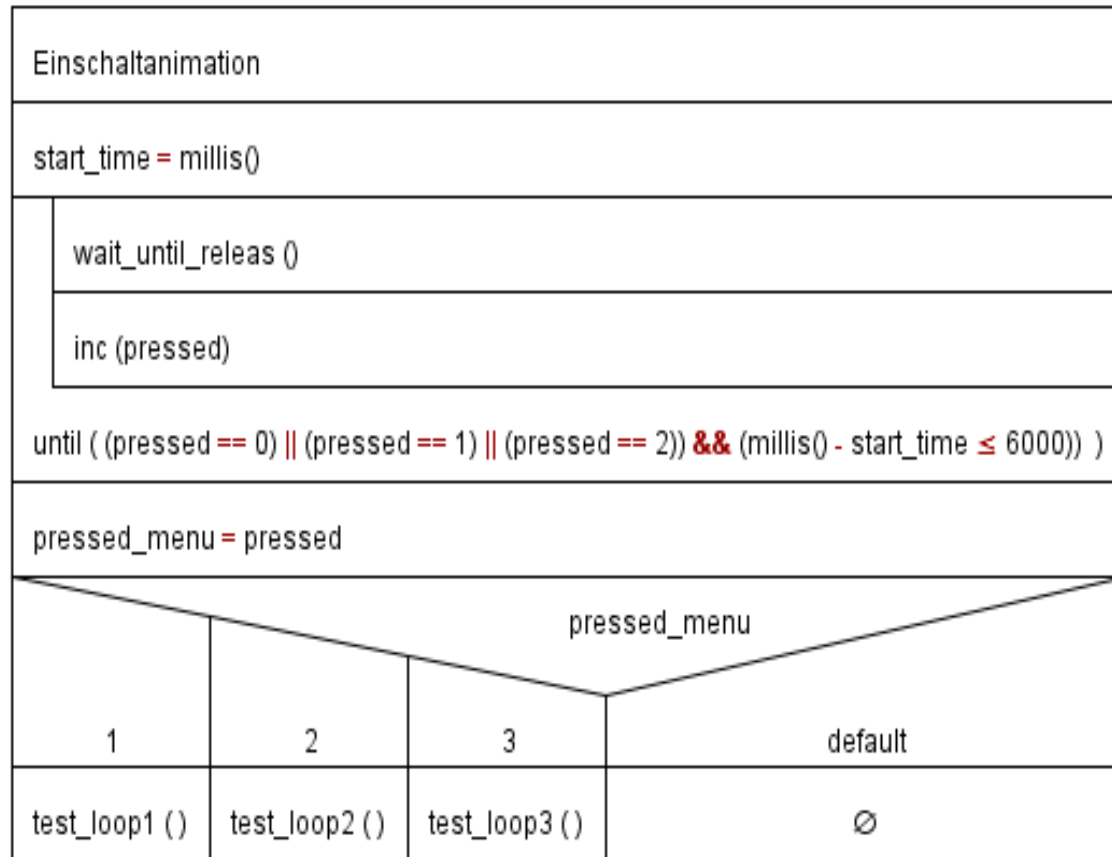 Einschaltanimation
start_time = millis()
wait_until_releas ()
inc (pressed)
until ( (pressed == 0) || (pressed == 1) || (pressed == 2)) && (millis() - start_time ≤ 6000)) )
pressed_menu = pressed
pressed_menu
1 2 3 default
test_loop1 () test_loop2 () test_loop3 () ∅